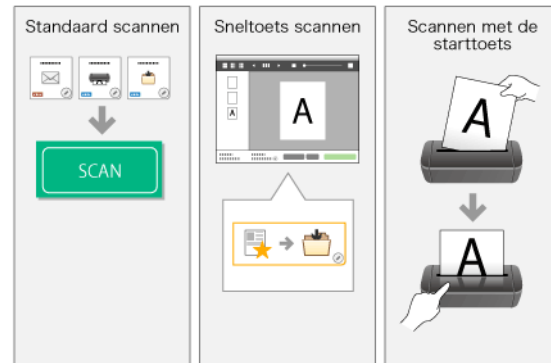 Standaard scannen
SCAN
Sneltoets scannen
A
A
Scannen met de
starttoets
A
A